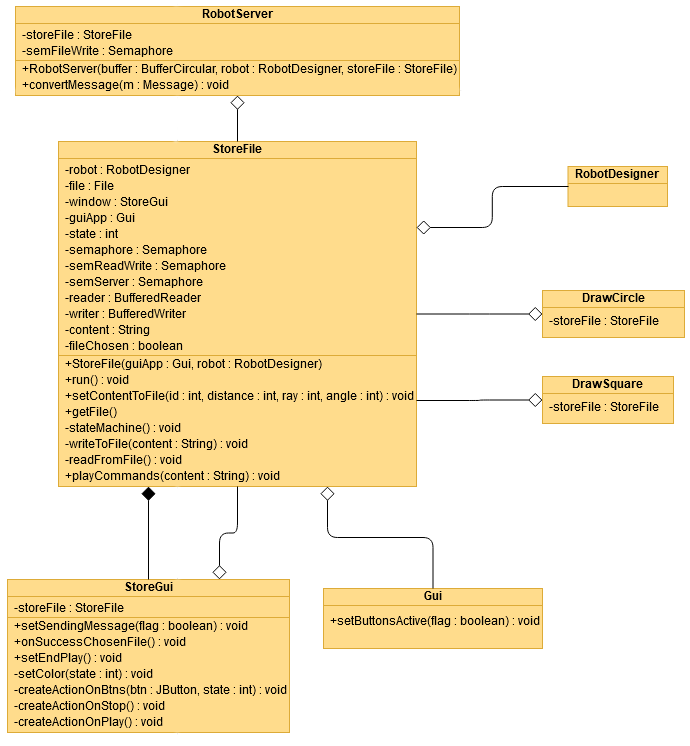 RobotServer
-storeFile : StoreFile
-semFileWrite : Semaphore
+RobotServer(buffer : BufferCircular, robot : RobotDesigner, storeFile : StoreFile)
+convertMessage(m : Message) : void
StoreFile
-robot : RobotDesigner
-file : File
-window : StoreGui
-guiApp : Gui
-state : int
-semaphore : Semaphore
-semReadWrite : Semaphore
-semServer : Semaphore
-reader : BufferedReader
-writer : BufferedWriter
-content : String
-fileChosen : boolean
+StoreFile(guiApp : Gui, robot : RobotDesigner)
+run() : void
+setContentToFile(id : int, distance : int, ray : int, angle : int) : void
+getFile()
-stateMachine() : void
-writeToFile(content : String) : void
-readFromFile() : void
+playCommands(content : String) : void
RobotDesigner
DrawCircle
-storeFile : StoreFile
DrawSquare
-storeFile : StoreFile
StoreGui
-storeFile : StoreFile
+setSendingMessage(flag : boolean) : void
+onSuccessChosenFile() : void
+setEndPlay() : void
-setColor(state : int) : void
-createActionOnBtns(btn : JButton, state : int) : void
-createActionOnStop() : void
-createActionOnPlay() : void
Gui
+setButtonsActive(flag : boolean) : void